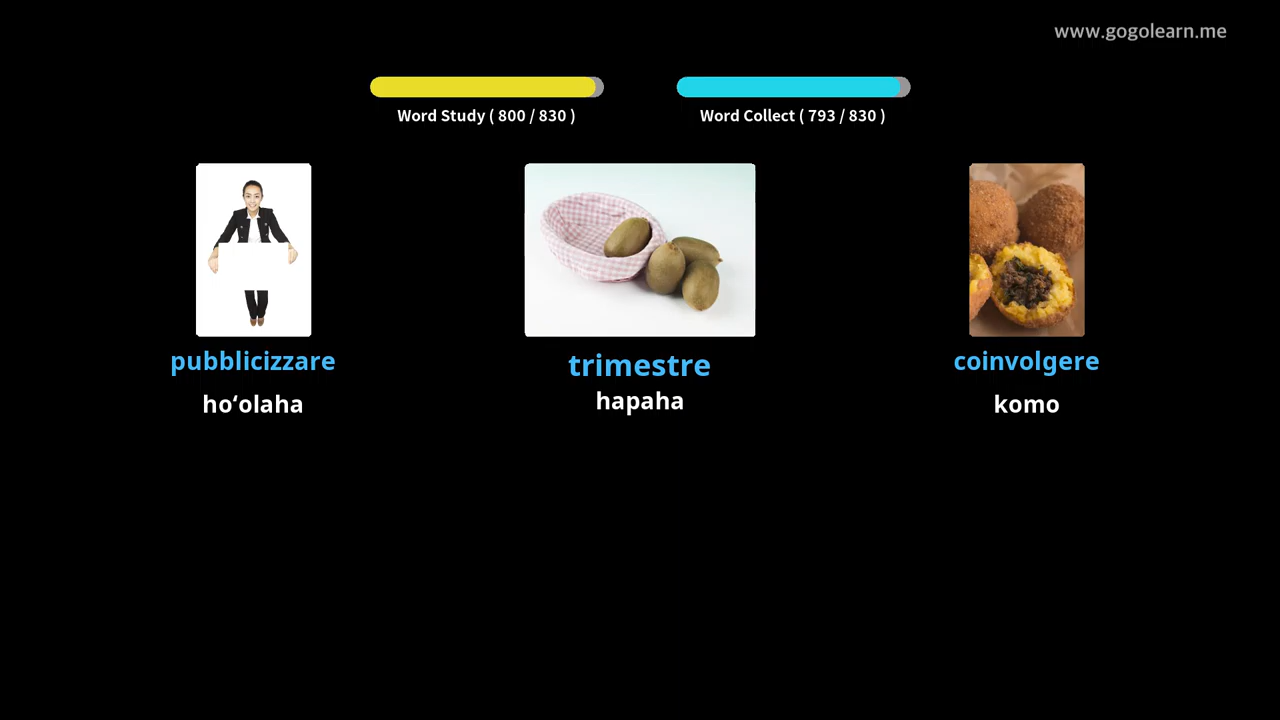 www.gogolearn.me
Word Study ( 800 / 830 )
Word Collect ( 793 / 830 )
pubblicizzare
hoʻolaha
trimestre
hapaha
coinvolgere
komo